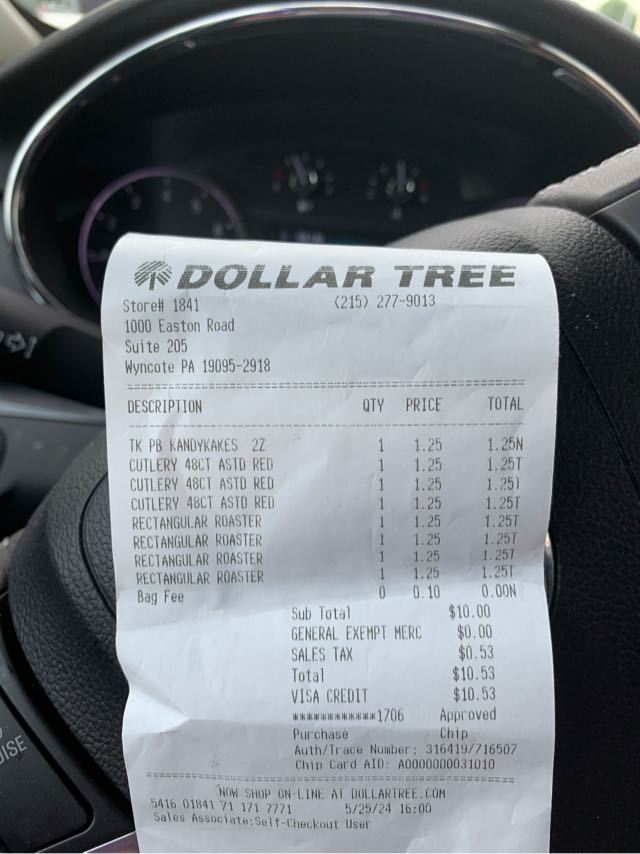 DOLLAR TREE
Store# 1841 (215) 277-9013
1000 Easton Road
Suite 205
Wyncote PA 19095-2918
DESCRIPTION QTY PRICE TOTAL
TK PB KANDYKAKES 2Z 1 1.25 1.25N
CUTLERY 48CT ASTD RED 1 1.25 1.25T
CUTLERY 48CT ASTD RED 1 1.25 1.25T
CUTLERY 48CT ASTD RED 1 1.25 1.25T
RECTANGULAR ROASTER 1 1.25 1.25T
RECTANGULAR ROASTER 1 1.25 1.25T
RECTANGULAR ROASTER 1 1.25 1.25T
RECTANGULAR ROASTER 1 1.25 1.25T
Bag Fee 0 0.10 0.00N
Sub Total $10.00
GENERAL EXEMPT MERC $0.00
SALES TAX $0.53
Total $10.53
VISA CREDIT $10.53
************1706 Approved
Purchase Chip
Auth/Trace Number: 316419/716507
Chip Card AID: A0000000031010
NOW SHOP ON-LINE AT DOLLARTREE.COM
5416 01841 71 171 7771 5/25/24 16:00
Sales Associate:Self-Checkout User